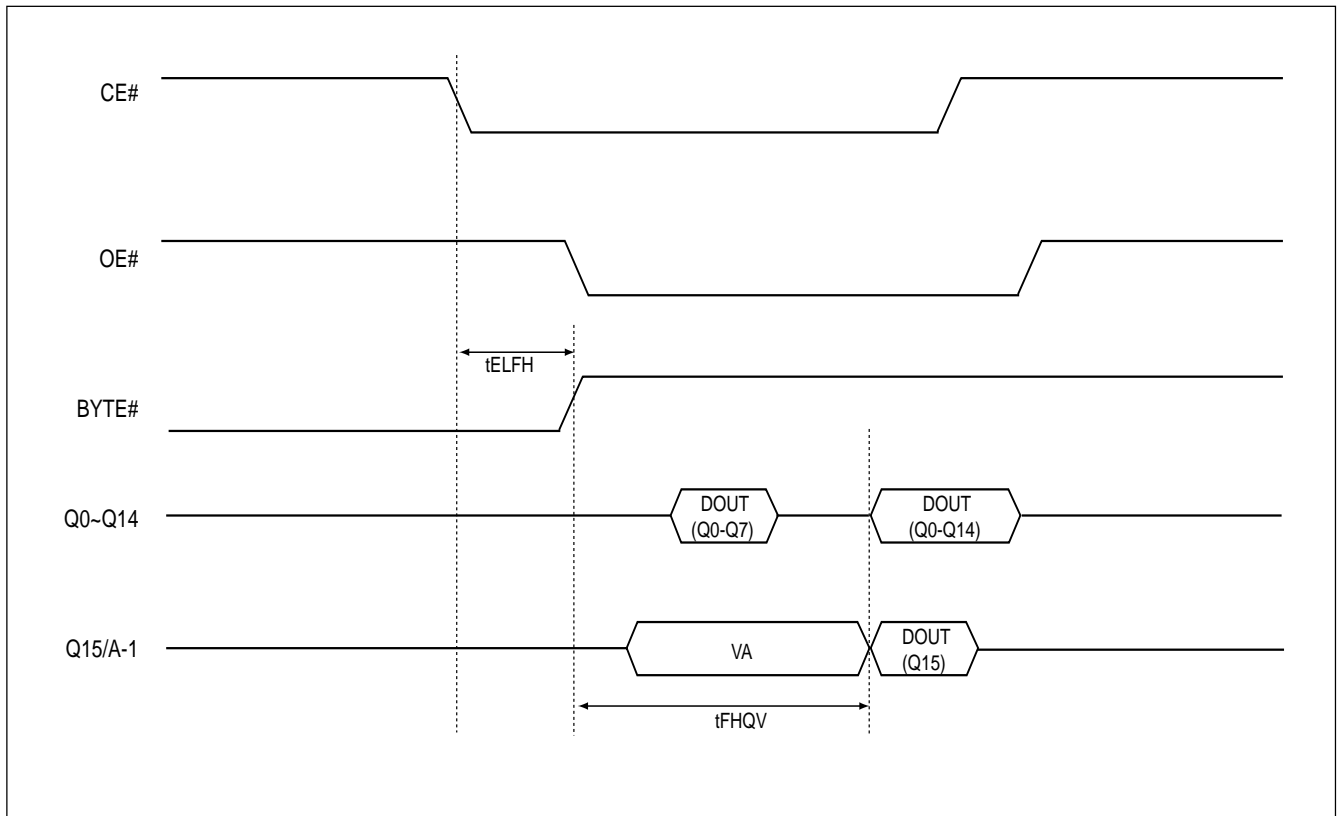 CE#
OE#
tELFH
BYTE#
Q0~Q14
DOUT
(Q0-Q7)
DOUT
(Q0-Q14)
Q15/A-1
VA
DOUT
(Q15)
tFHQV